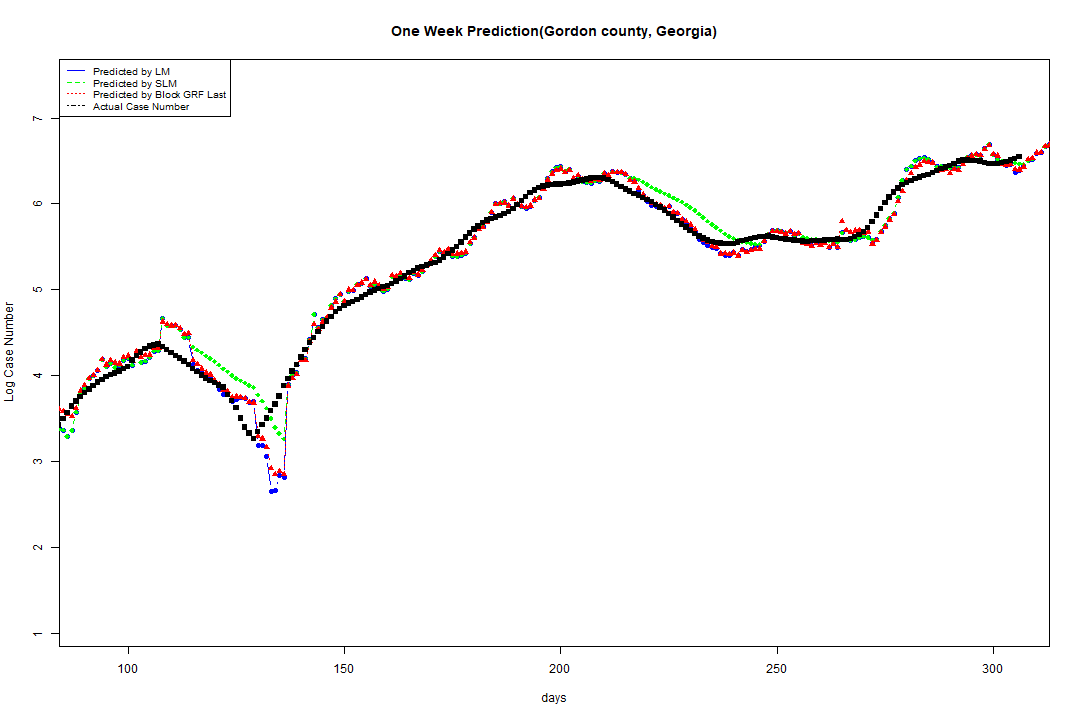 One Week Prediction(Gordon county, Georgia)
Predicted by LM
Predicted by SLM
Predicted by Block GRF Last
Actual Case Number
7
6
5
4
3
2
1
Log Case Number
100 150 200 250 300
days